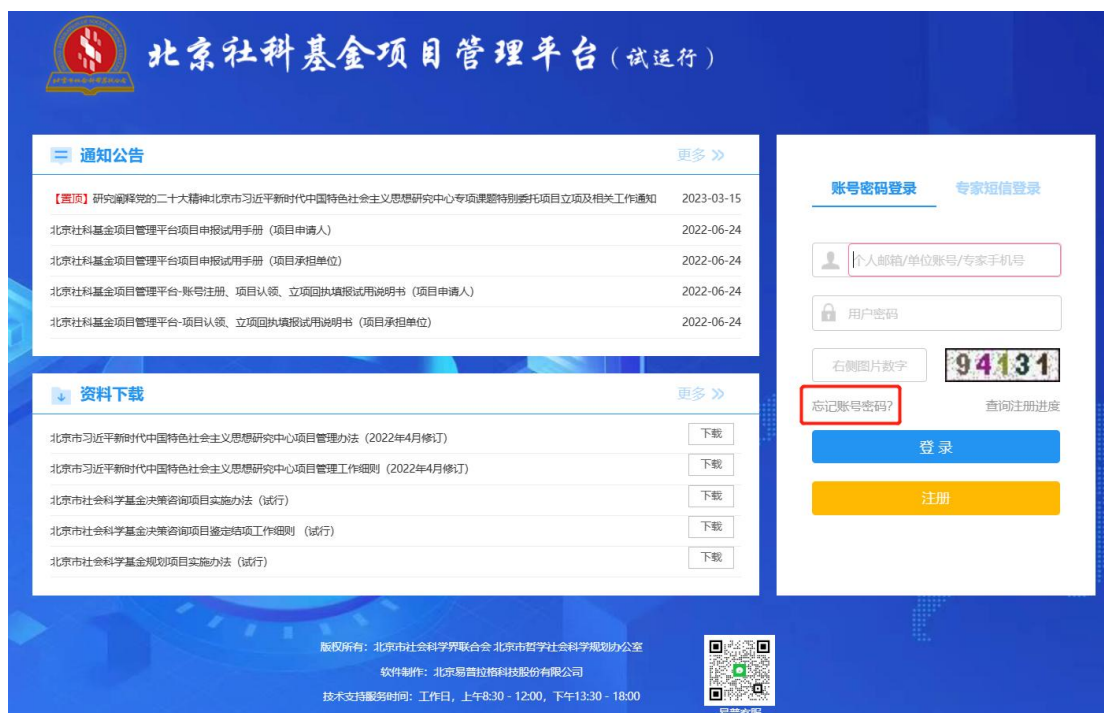 北京社科基金项目管理平台(试运行)
通知公告
更多
【置顶】研究阐释党的二十大精神北京市习近平新时代中国特色社会主义思想研究中心专项课题特别委托项目立项及相关工作通知 2023-03-15
北京社科基金项目管理平台项目申报试用手册(项目申请人) 2022-06-24
北京社科基金项目管理平台项目申报试用手册(项目承担单位) 2022-06-24
北京社科基金项目管理平台-账号注册、项目认领、立项回执填报试用说明书(项目申请人) 2022-06-24
北京社科基金项目管理平台-项目认领、立项回执填报试用说明书(项目承担单位) 2022-06-24
资料下载
更多
北京市习近平新时代中国特色社会主义思想研究中心项目管理办法(2022年4月修订) 下载
北京市习近平新时代中国特色社会主义思想研究中心项目管理工作细则(2022年4月修订) 下载
北京市社会科学基金决策咨询项目实施办法(试行) 下载
北京市社会科学基金决策咨询项目鉴定结项工作细则 (试行) 下载
北京市社会科学基金规划项目实施办法(试行) 下载
账号密码登录 专家短信登录
个人邮箱/单位账号/专家手机号
用户密码
右侧图片数字 94131
忘记账号密码? 查询注册进度
登录
注册
版权所有:北京市社会科学界联合会 北京市哲学社会科学规划办公室
软件制作:北京易普拉格科技股份有限公司
技术支持服务时间:工作日,上午8:30 - 12:00,下午13:30 - 18:00
易普客服